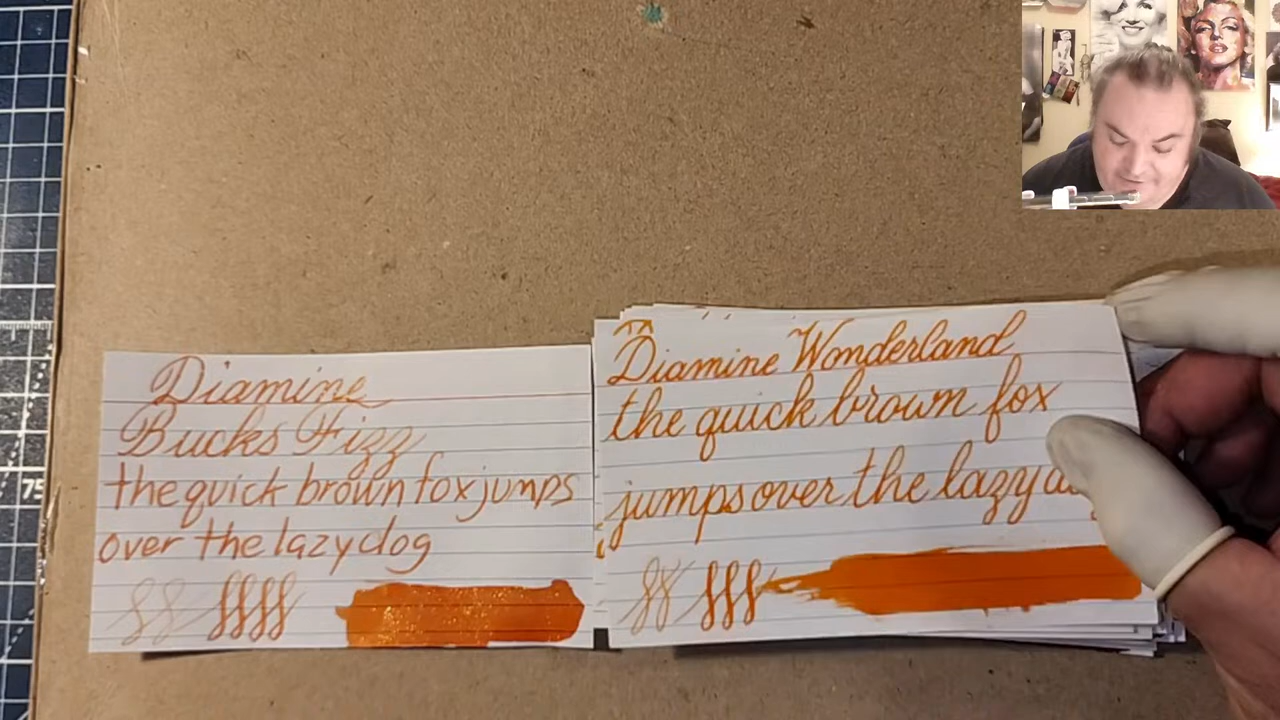 Diamine
Bucks Fizz
the quick brown fox jumps
over the lazy dog
Diamine Wonderland
the quick brown fox
jumps over the lazy
75